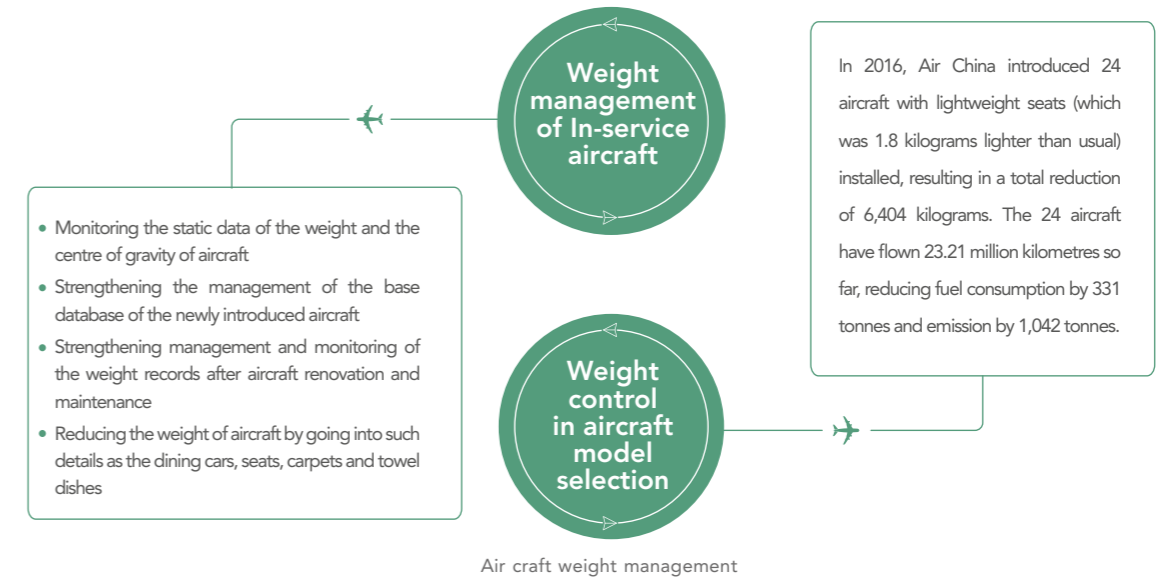 Weight
management
of In-service
aircraft
• Monitoring the static data of the weight and the
centre of gravity of aircraft
• Strengthening the management of the base
database of the newly introduced aircraft
• Strengthening management and monitoring of
the weight records after aircraft renovation and
maintenance
• Reducing the weight of aircraft by going into such
details as the dining cars, seats, carpets and towel
dishes
Weight
control
in aircraft
model
selection
In 2016, Air China introduced 24
aircraft with lightweight seats (which
was 1.8 kilograms lighter than usual)
installed, resulting in a total reduction
of 6,404 kilograms. The 24 aircraft
have flown 23.21 million kilometres so
far, reducing fuel consumption by 331
tonnes and emission by 1,042 tonnes.
Air craft weight management